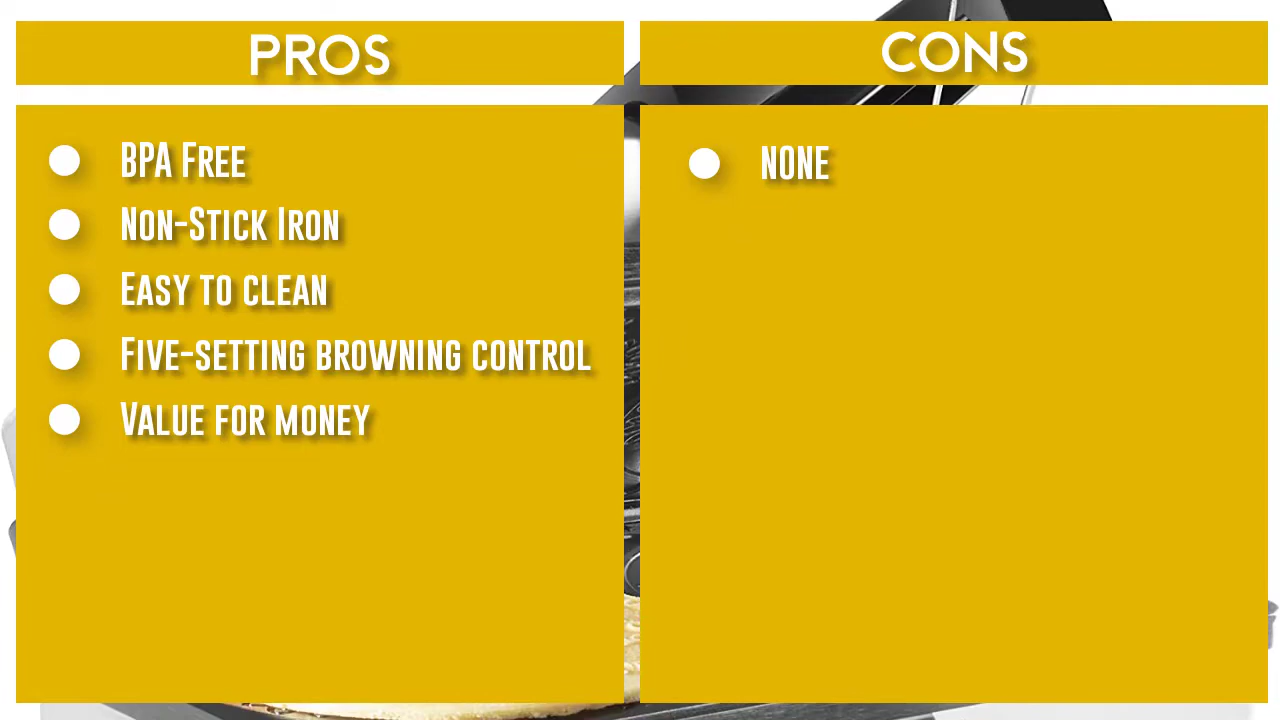 PROS
BPA Free
Non-Stick Iron
Easy to clean
Five-setting browning control
Value for money
CONS
NONE